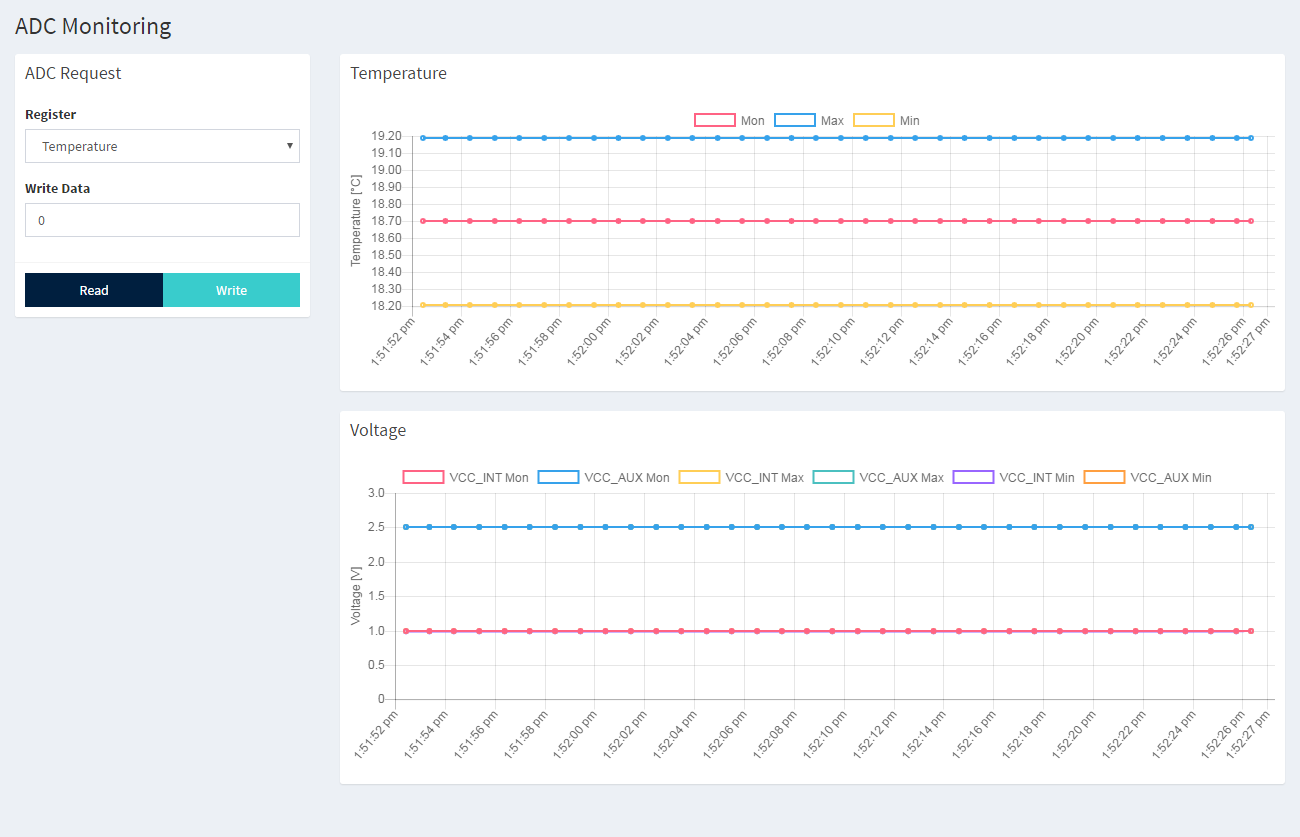 ADC Monitoring
ADC Request
Register
Temperature
Write Data
0
Read Write
Temperature
Mon Max Min
Temperature [°C]
19.20
19.10
19.00
18.90
18.80
18.70
18.60
18.50
18.40
18.30
18.20
1:51:52 pm 1:51:54 pm 1:51:56 pm 1:51:58 pm 1:52:00 pm 1:52:02 pm 1:52:04 pm 1:52:06 pm 1:52:08 pm 1:52:10 pm 1:52:12 pm 1:52:14 pm 1:52:16 pm 1:52:18 pm 1:52:20 pm 1:52:22 pm 1:52:24 pm 1:52:26 pm 1:52:27 pm
Voltage
VCC_INT Mon VCC_AUX Mon VCC_INT Max VCC_AUX Max VCC_INT Min VCC_AUX Min
Voltage [V]
3.0
2.5
2.0
1.5
1.0
0.5
0
1:51:52 pm 1:51:54 pm 1:51:56 pm 1:51:58 pm 1:52:00 pm 1:52:02 pm 1:52:04 pm 1:52:06 pm 1:52:08 pm 1:52:10 pm 1:52:12 pm 1:52:14 pm 1:52:16 pm 1:52:18 pm 1:52:20 pm 1:52:22 pm 1:52:24 pm 1:52:26 pm 1:52:27 pm